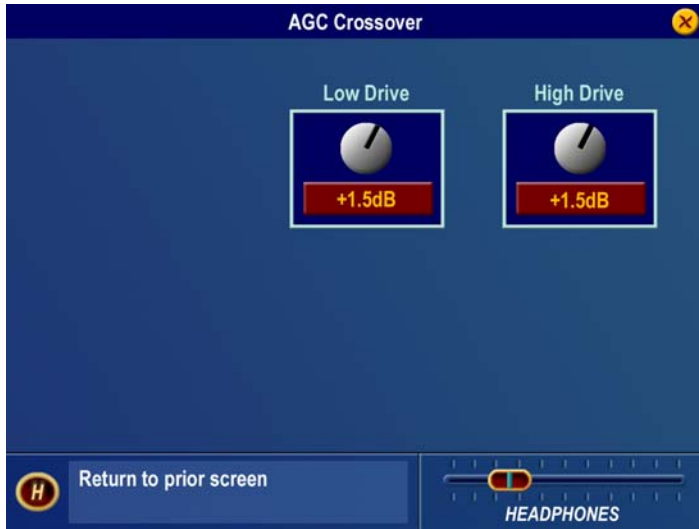 AGC Crossover
Low Drive
High Drive
+1.5dB
+1.5dB
H
Return to prior screen
HEADPHONES